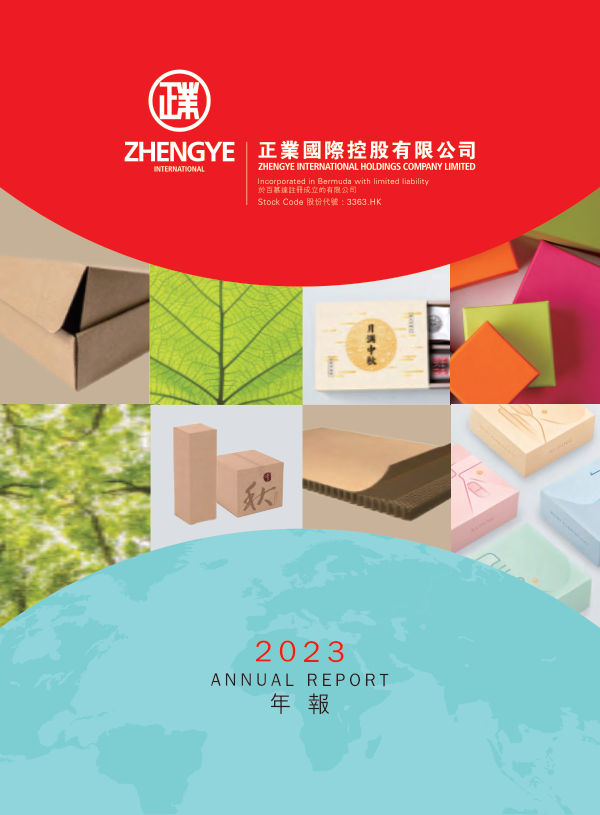 正業
ZHENGYE
INTERNATIONAL
正業國際控股有限公司
ZHENGYE INTERNATIONAL HOLDINGS COMPANY LIMITED
Incorporated in Bermuda with limited liability
於百慕達註冊成立的有限公司
Stock Code 股份代號：3363.HK
月满中秋
秋
2023
ANNUAL REPORT
年報